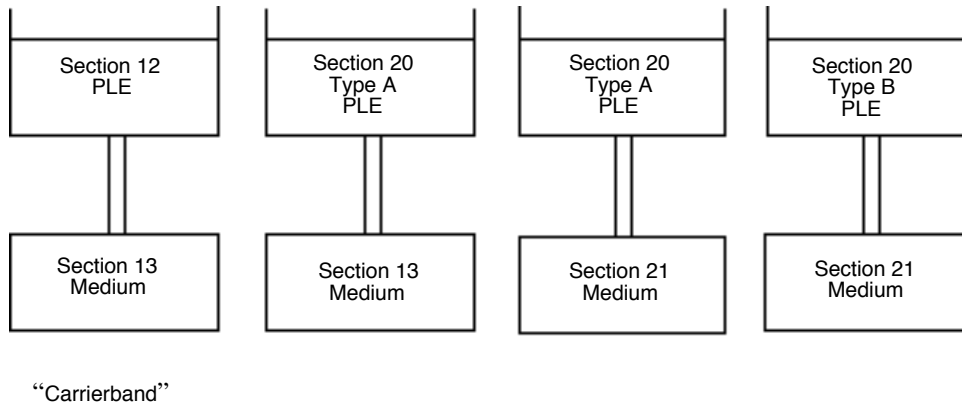 Section 12
PLE
Section 20
Type A
PLE
Section 20
Type A
PLE
Section 20
Type B
PLE
Section 13
Medium
Section 13
Medium
Section 21
Medium
Section 21
Medium
“Carrierband”